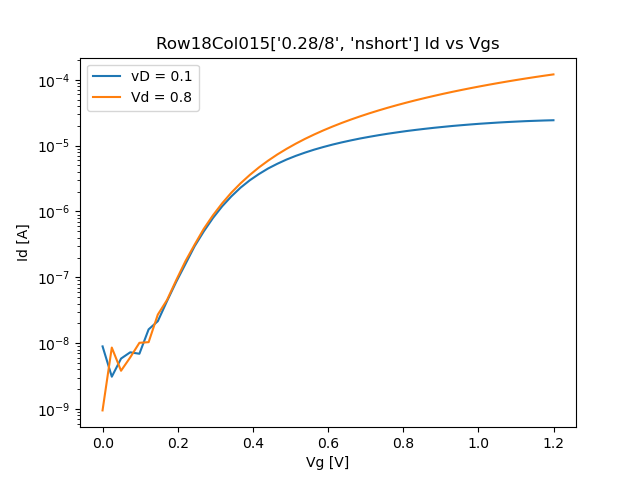 Row18Col015['0.28/8', 'nshort'] Id vs Vgs
vD = 0.1
Vd = 0.8
Id [A]
10⁻⁴
10⁻⁵
10⁻⁶
10⁻⁷
10⁻⁸
10⁻⁹
0.0 0.2 0.4 0.6 0.8 1.0 1.2
Vg [V]